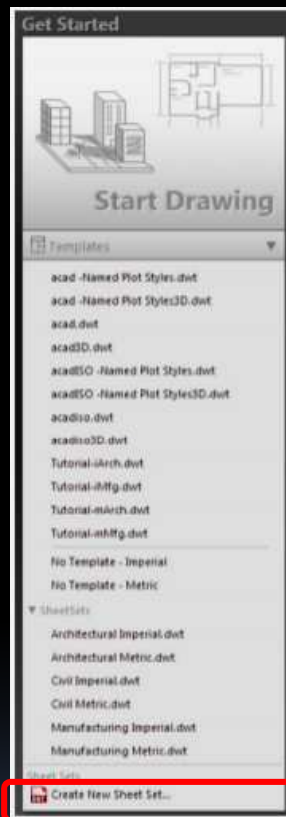 Get Started
Start Drawing
Templates
acad -Named Plot Styles.dwt
acad -Named Plot Styles3D.dwt
acad.dwt
acad3D.dwt
acadISO -Named Plot Styles.dwt
acadISO -Named Plot Styles3D.dwt
acadiso.dwt
acadiso3D.dwt
Tutorial-iArch.dwt
Tutorial-iMfg.dwt
Tutorial-mArch.dwt
Tutorial-mMfg.dwt
No Template - Imperial
No Template - Metric
SheetSets
Architectural Imperial.dwt
Architectural Metric.dwt
Civil Imperial.dwt
Civil Metric.dwt
Manufacturing Imperial.dwt
Manufacturing Metric.dwt
Sheet Sets
Create New Sheet Set...